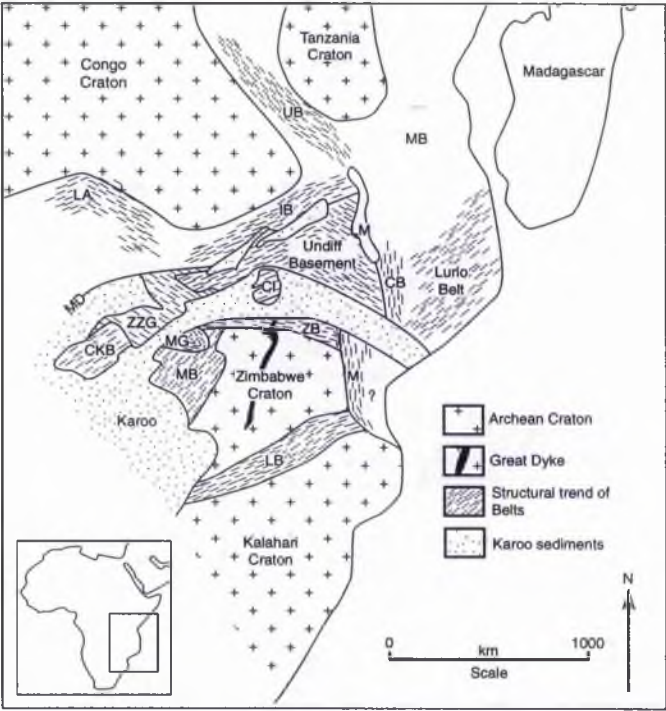 Tanzania
Craton
Congo
Craton
Madagascar
UB
MB
LA
IB
LM
Undiff
Basement
CB
Lurio
Belt
CI
MD
ZZG
ZB
CKB
MG
MB
Zimbabwe
Craton
M
?
Karoo
LB
Kalahari
Craton
Archean Craton
Great Dyke
Structural trend of
Belts
Karoo sediments
N
0
1000
km
Scale